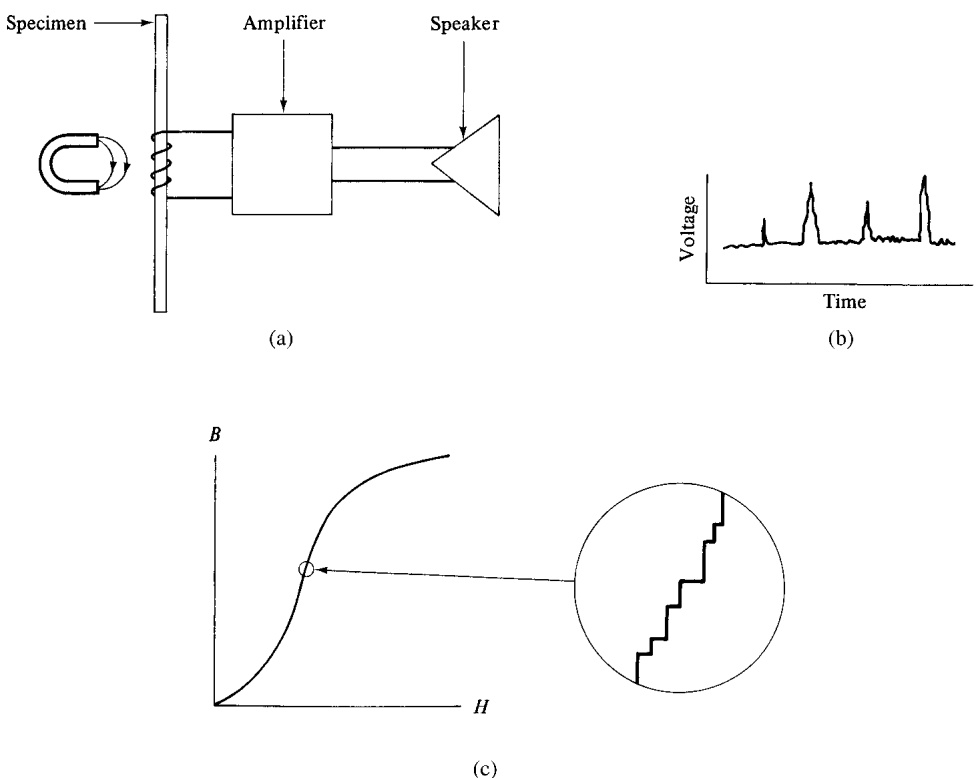 Specimen
Amplifier
Speaker
(a)
Voltage
Time
(b)
B
H
(c)